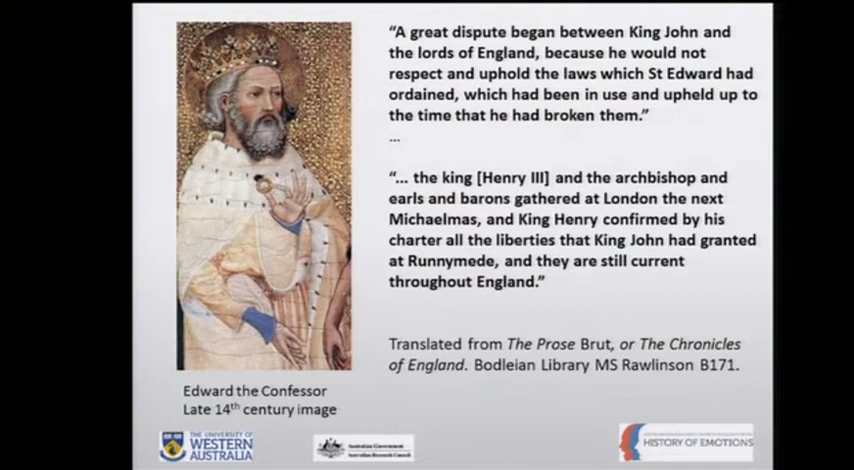 “A great dispute began between King John and
the lords of England, because he would not
respect and uphold the laws which St Edward had
ordained, which had been in use and upheld up to
the time that he had broken them.”
...
“... the king [Henry III] and the archbishop and
earls and barons gathered at London the next
Michaelmas, and King Henry confirmed by his
charter all the liberties that King John had granted
at Runnymede, and they are still current
throughout England.”
Translated from The Prose Brut, or The Chronicles
of England. Bodleian Library MS Rawlinson B171.
Edward the Confessor
Late 14th century image
THE UNIVERSITY OF
WESTERN
AUSTRALIA
Australian Government
Australian Research Council
HISTORY OF EMOTIONS